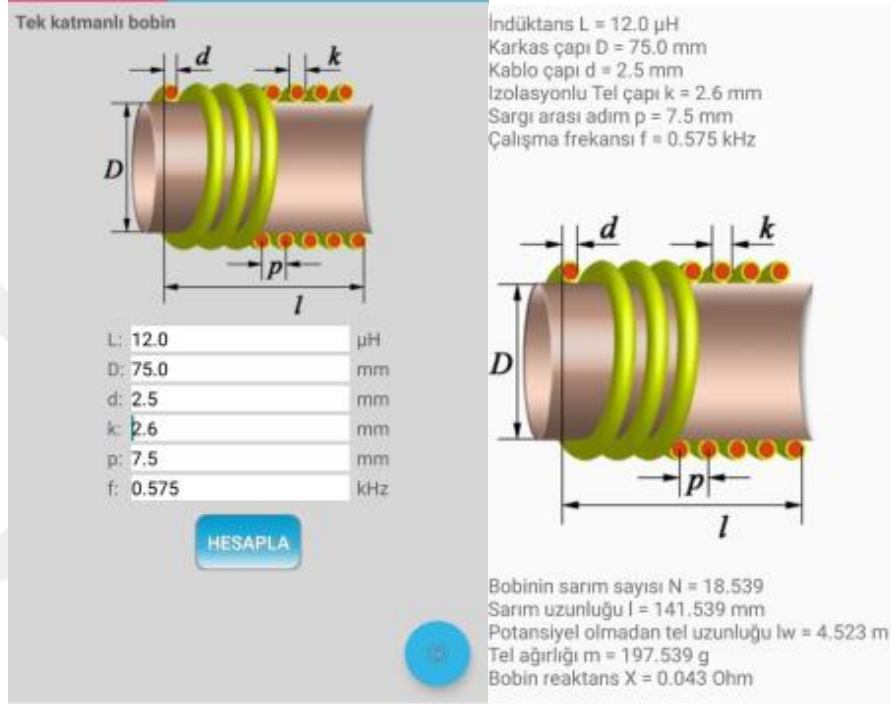 Tek katmanlı bobin
d
k
D
p
l
L: 12.0 µH
D: 75.0 mm
d: 2.5 mm
k: 2.6 mm
p: 7.5 mm
f: 0.575 kHz
HESAPLA
İndüktans L = 12.0 µH
Karkas çapı D = 75.0 mm
Kablo çapı d = 2.5 mm
Izolasyonlu Tel çapı k = 2.6 mm
Sargı arası adım p = 7.5 mm
Çalışma frekansı f = 0.575 kHz
d
k
D
p
l
Bobinin sarım sayısı N = 18.539
Sarım uzunluğu l = 141.539 mm
Potansiyel olmadan tel uzunluğu lw = 4.523 m
Tel ağırlığı m = 197.539 g
Bobin reaktans X = 0.043 Ohm